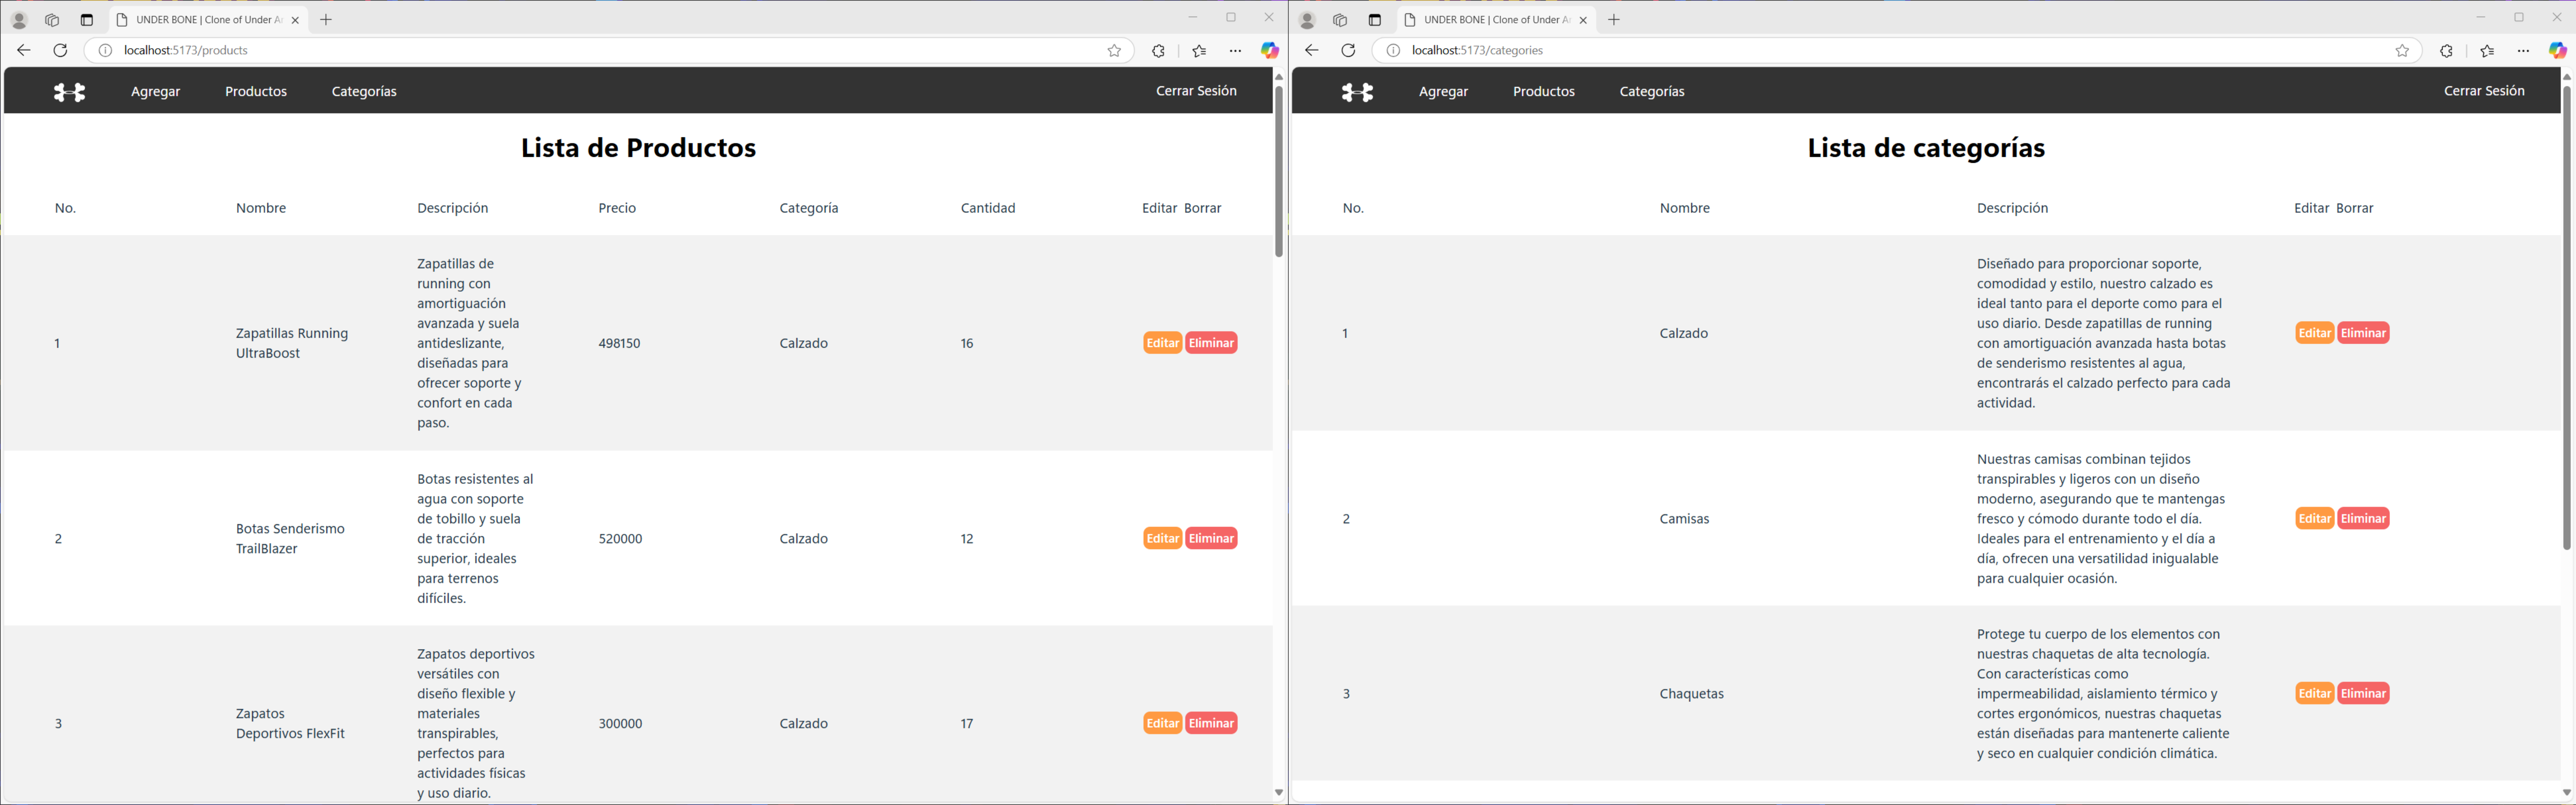 UNDER BONE | Clone of Under Ar
localhost:5173/products
Agregar
Productos
Categorías
Cerrar Sesión
Lista de Productos
No.
Nombre
Descripción
Precio
Categoría
Cantidad
Editar Borrar
1
Zapatillas Running
UltraBoost
Zapatillas de
running con
amortiguación
avanzada y suela
antideslizante,
diseñadas para
ofrecer soporte y
confort en cada
paso.
498150
Calzado
16
Editar
Eliminar
2
Botas Senderismo
TrailBlazer
Botas resistentes al
agua con soporte
de tobillo y suela
de tracción
superior, ideales
para terrenos
difíciles.
520000
Calzado
12
Editar
Eliminar
3
Zapatos
Deportivos FlexFit
Zapatos deportivos
versátiles con
diseño flexible y
materiales
transpirables,
perfectos para
actividades físicas
y uso diario.
300000
Calzado
17
Editar
Eliminar
UNDER BONE | Clone of Under Ar
localhost:5173/categories
Agregar
Productos
Categorías
Cerrar Sesión
Lista de categorías
No.
Nombre
Descripción
Editar Borrar
1
Calzado
Diseñado para proporcionar soporte,
comodidad y estilo, nuestro calzado es
ideal tanto para el deporte como para el
uso diario. Desde zapatillas de running
con amortiguación avanzada hasta botas
de senderismo resistentes al agua,
encontrarás el calzado perfecto para cada
actividad.
Editar
Eliminar
2
Camisas
Nuestras camisas combinan tejidos
transpirables y ligeros con un diseño
moderno, asegurando que te mantengas
fresco y cómodo durante todo el día.
Ideales para el entrenamiento y el día a
día, ofrecen una versatilidad inigualable
para cualquier ocasión.
Editar
Eliminar
3
Chaquetas
Protege tu cuerpo de los elementos con
nuestras chaquetas de alta tecnología.
Con características como
impermeabilidad, aislamiento térmico y
cortes ergonómicos, nuestras chaquetas
están diseñadas para mantenerte caliente
y seco en cualquier condición climática.
Editar
Eliminar